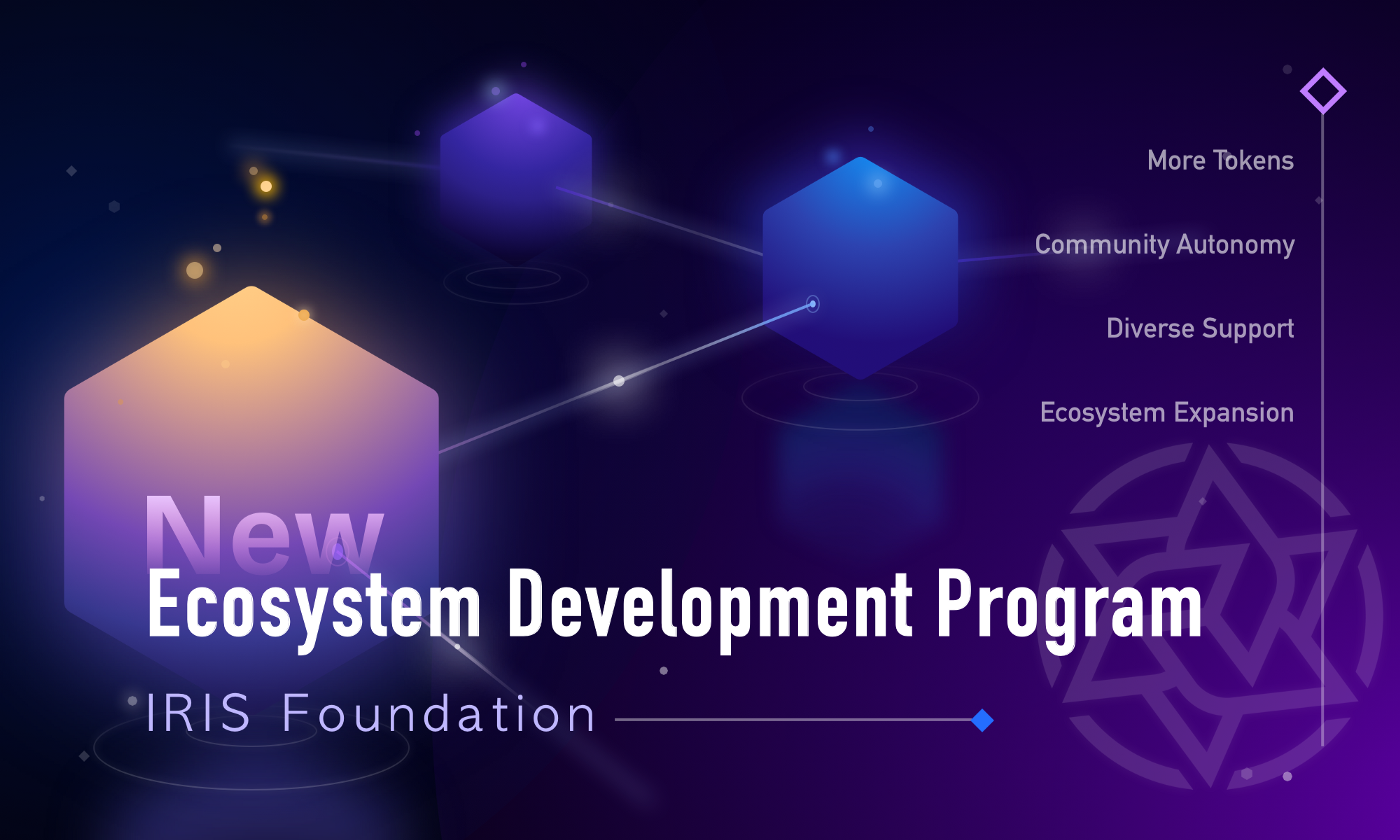 More Tokens
Community Autonomy
Diverse Support
Ecosystem Expansion
New
Ecosystem Development Program
IRIS Foundation